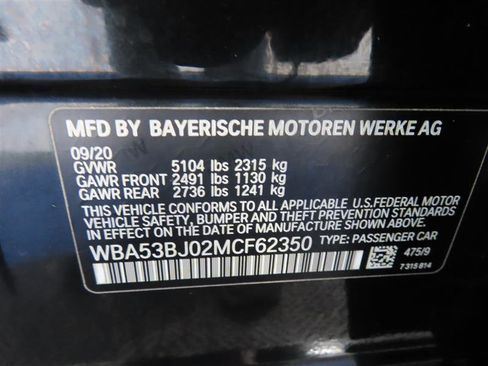 MFD BY BAYERISCHE MOTOREN WERKE AG
09/20
GVWR 5104 lbs 2315 kg
GAWR FRONT 2491 lbs 1130 kg
GAWR REAR 2736 lbs 1241 kg
THIS VEHICLE CONFORMS TO ALL APPLICABLE U.S.FEDERAL MOTOR
VEHICLE SAFETY, BUMPER AND THEFT PREVENTION STANDARDS IN
EFFECT ON THE DATE OF MANUFACTURE SHOWN ABOVE.
WBA53BJ02MCF62350 TYPE: PASSENGER CAR
475/9
7 315 814